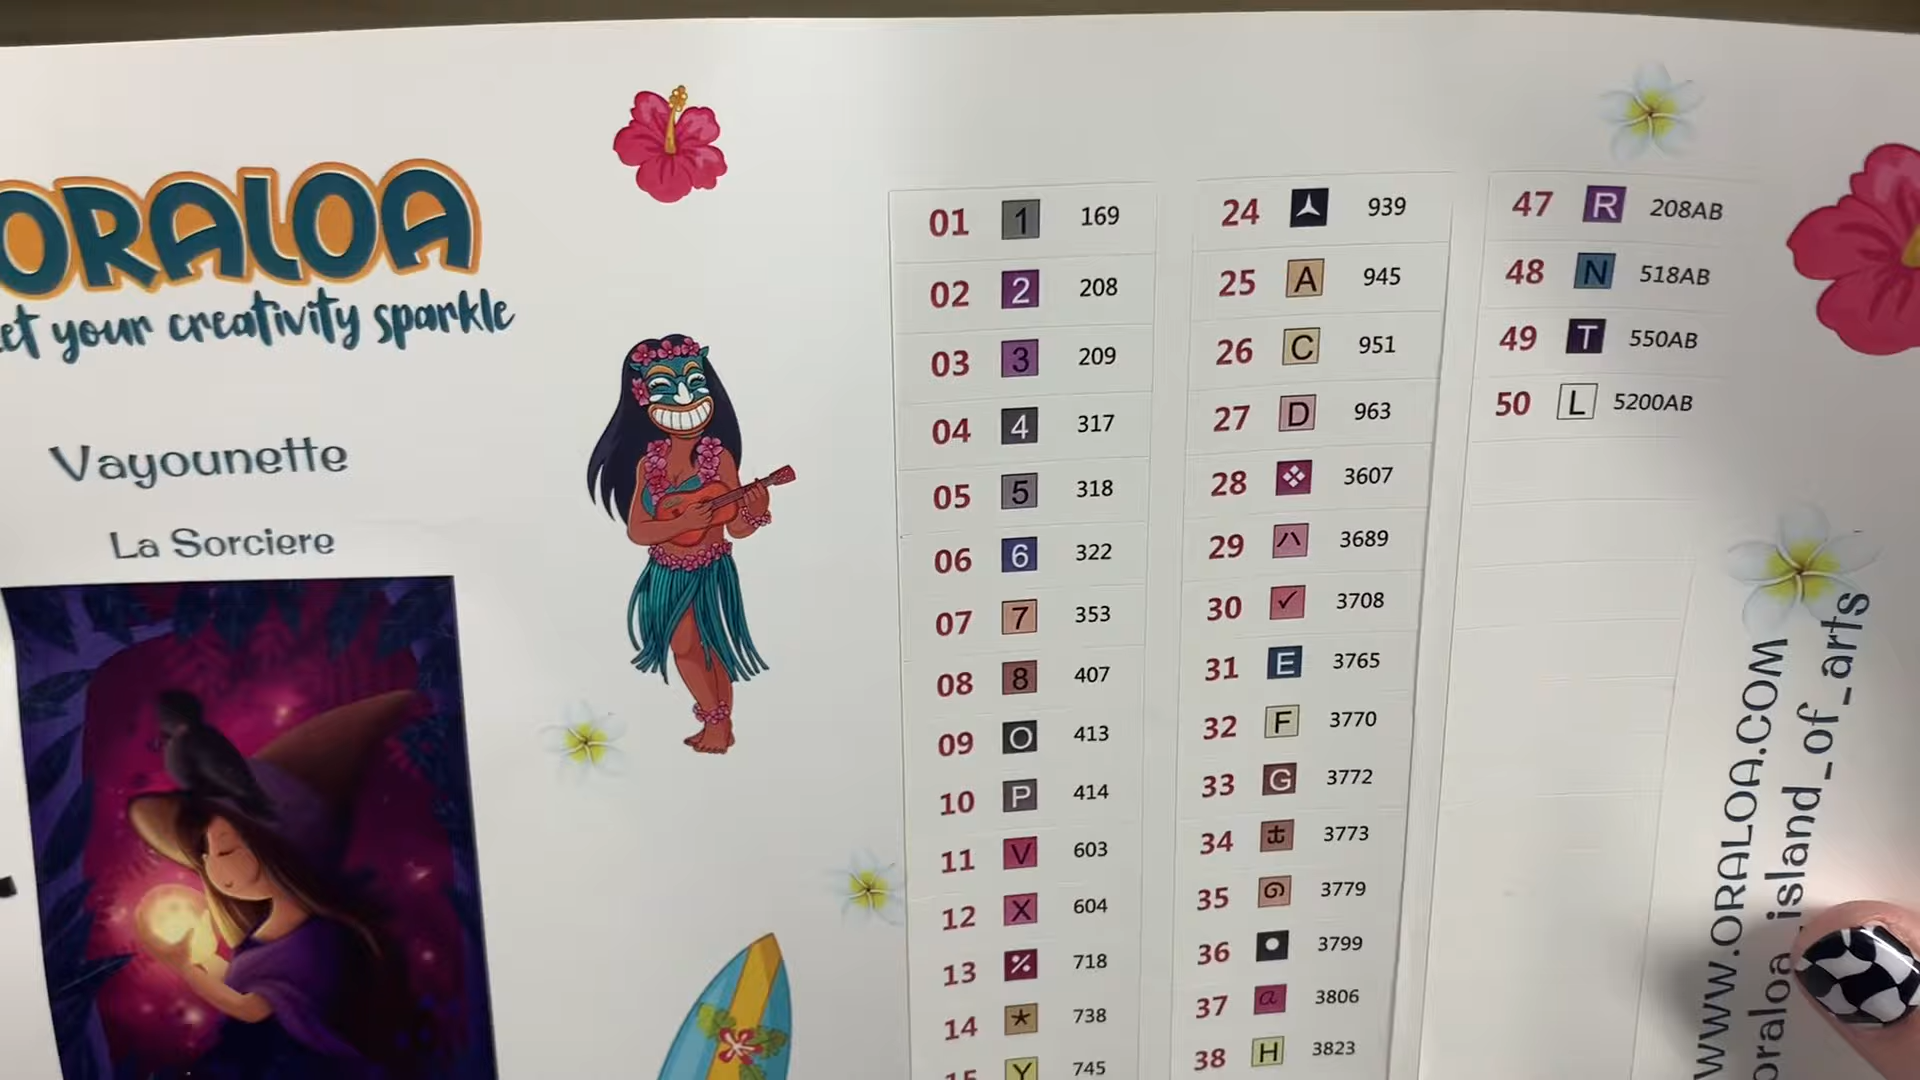 ORALOA
et your creativity sparkle
Vayounette
La Sorciere
01 1 169
02 2 208
03 3 209
04 4 317
05 5 318
06 6 322
07 7 353
08 8 407
09 O 413
10 P 414
11 V 603
12 X 604
13 718
14 738
15 Y 745
24 939
25 A 945
26 C 951
27 D 963
28 3607
29 ハ 3689
30 ✓ 3708
31 E 3765
32 F 3770
33 G 3772
34 3773
35 3779
36 3799
37 a 3806
38 H 3823
47 R 208AB
48 N 518AB
49 T 550AB
50 L 5200AB
www.ORALOA.COM
oraloa_island_of_arts